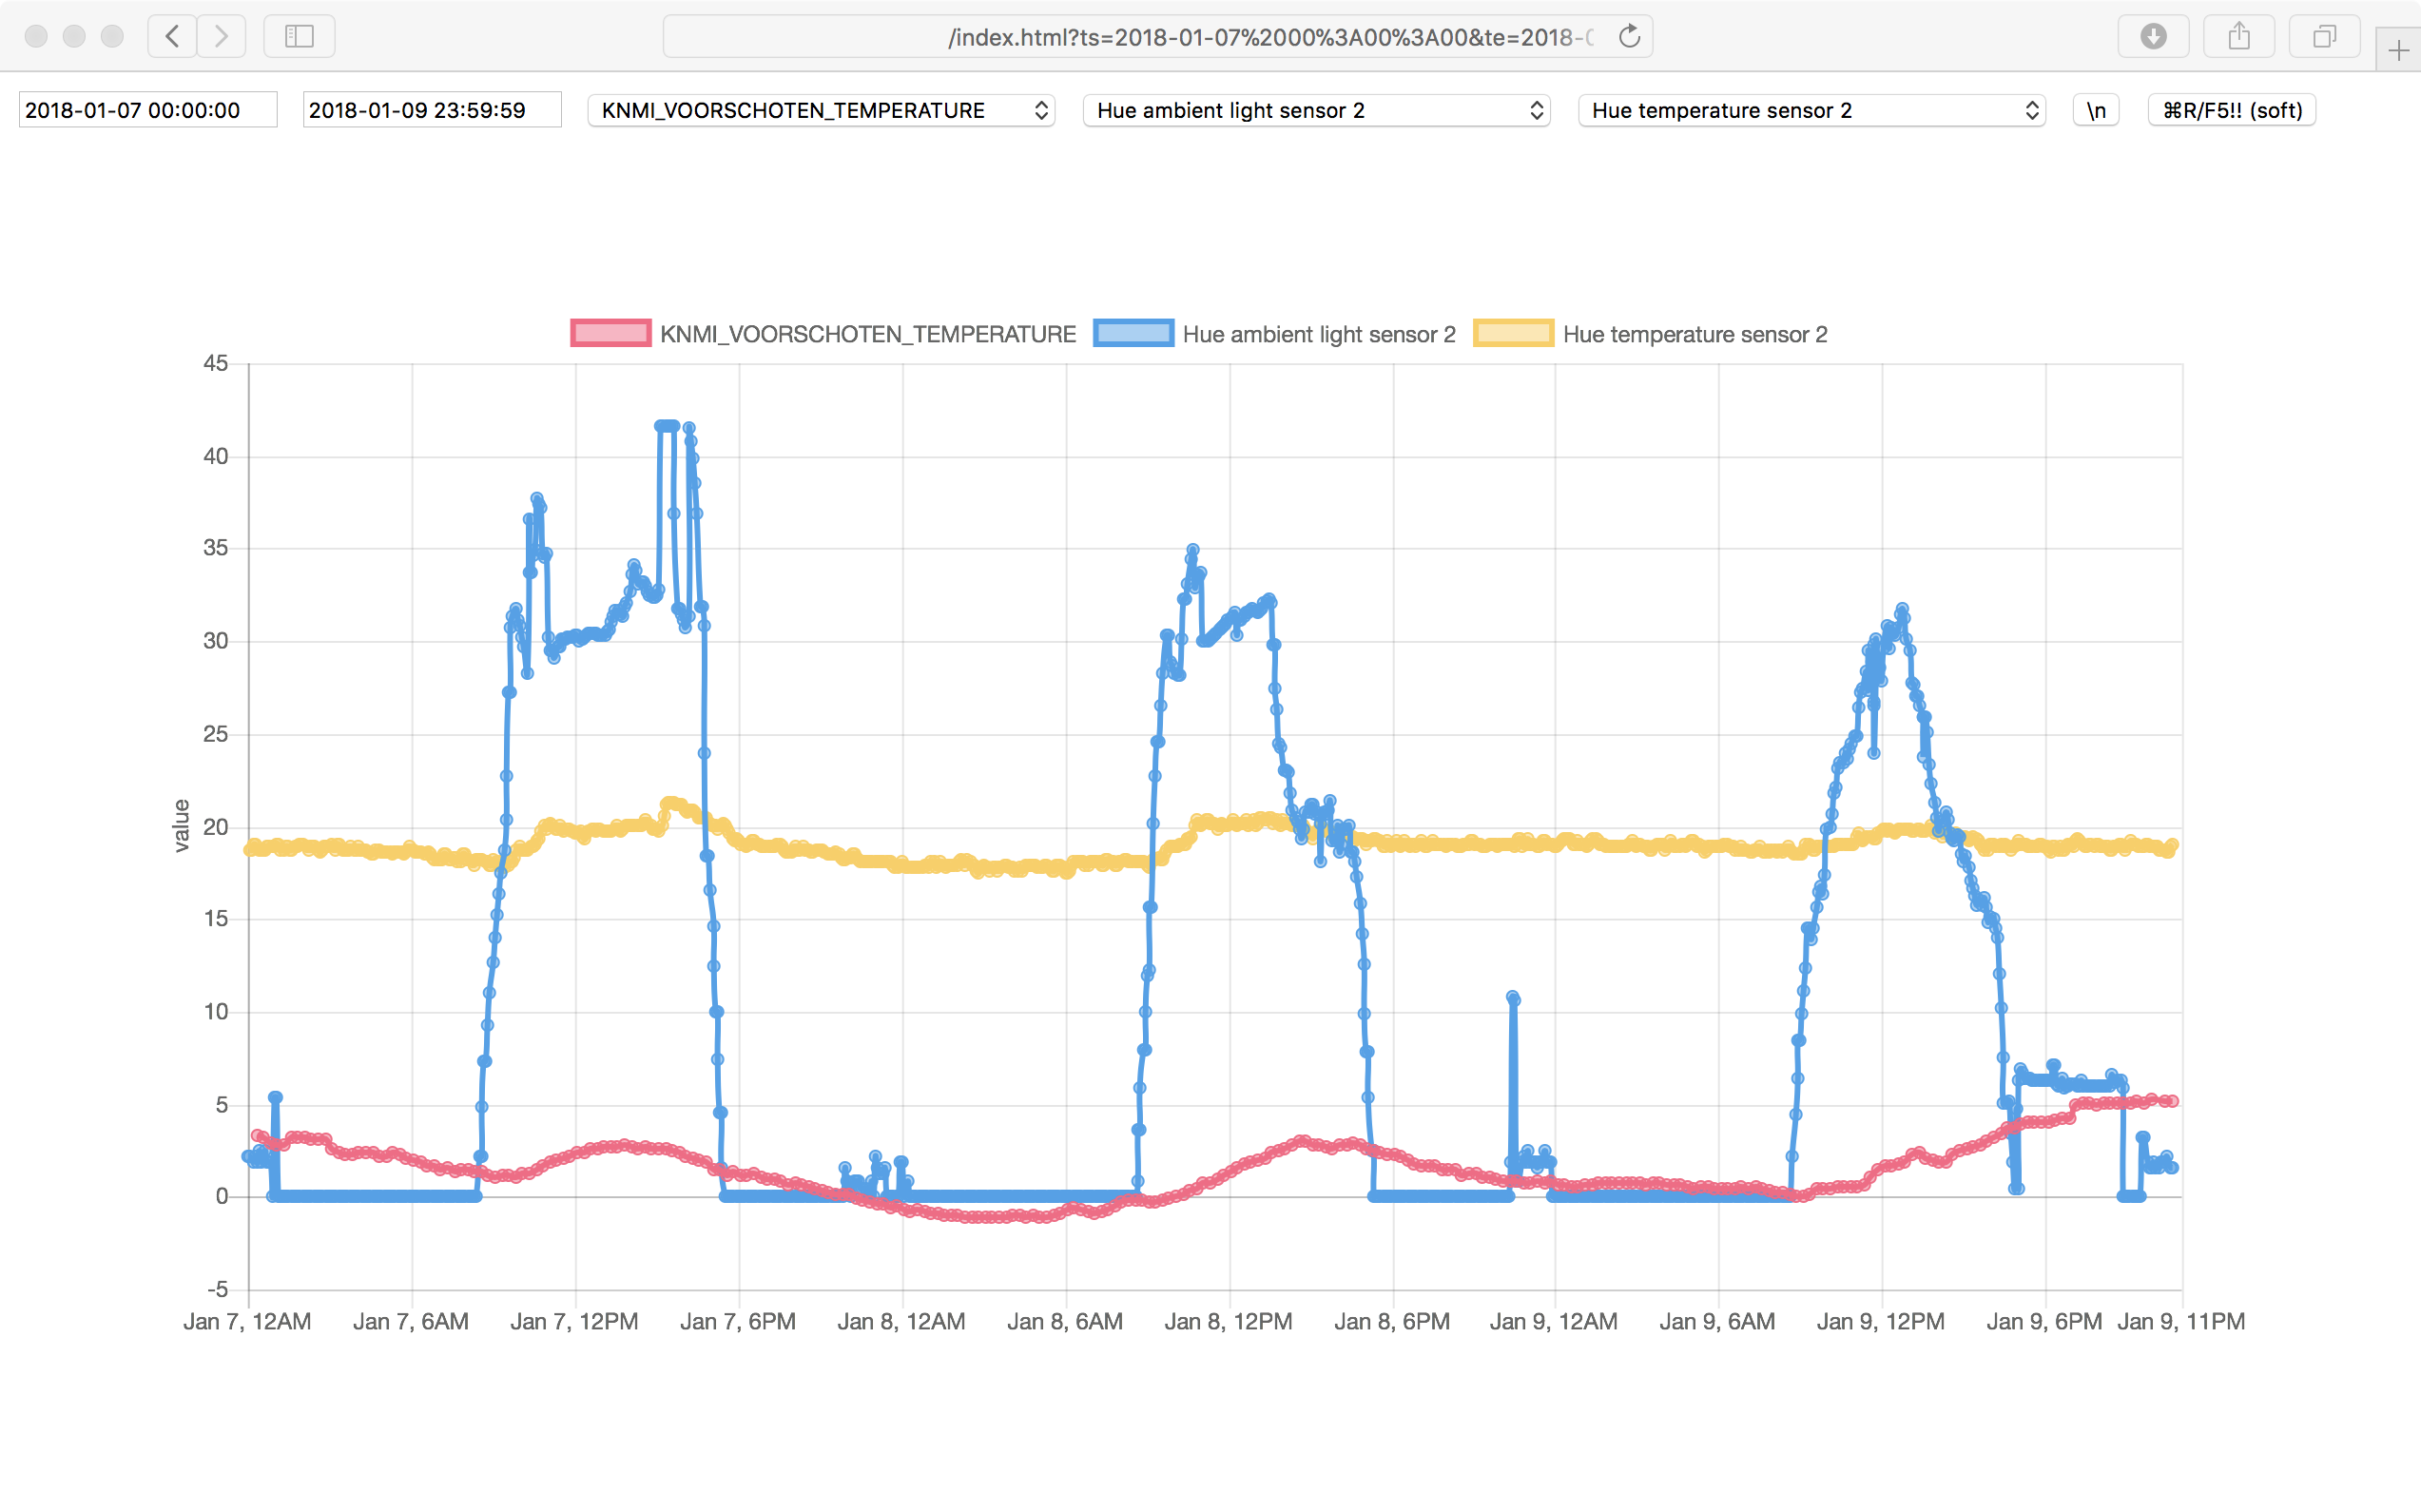 /index.html?ts=2018-01-07%2000%3A00%3A00&te=2018-
2018-01-07 00:00:00 2018-01-09 23:59:59 KNMI_VOORSCHOTEN_TEMPERATURE Hue ambient light sensor 2 Hue temperature sensor 2 \n ⌘R/F5!! (soft)
KNMI_VOORSCHOTEN_TEMPERATURE Hue ambient light sensor 2 Hue temperature sensor 2
45
40
35
30
25
20
value
15
10
5
0
-5
Jan 7, 12AM Jan 7, 6AM Jan 7, 12PM Jan 7, 6PM Jan 8, 12AM Jan 8, 6AM Jan 8, 12PM Jan 8, 6PM Jan 9, 12AM Jan 9, 6AM Jan 9, 12PM Jan 9, 6PM Jan 9, 11PM